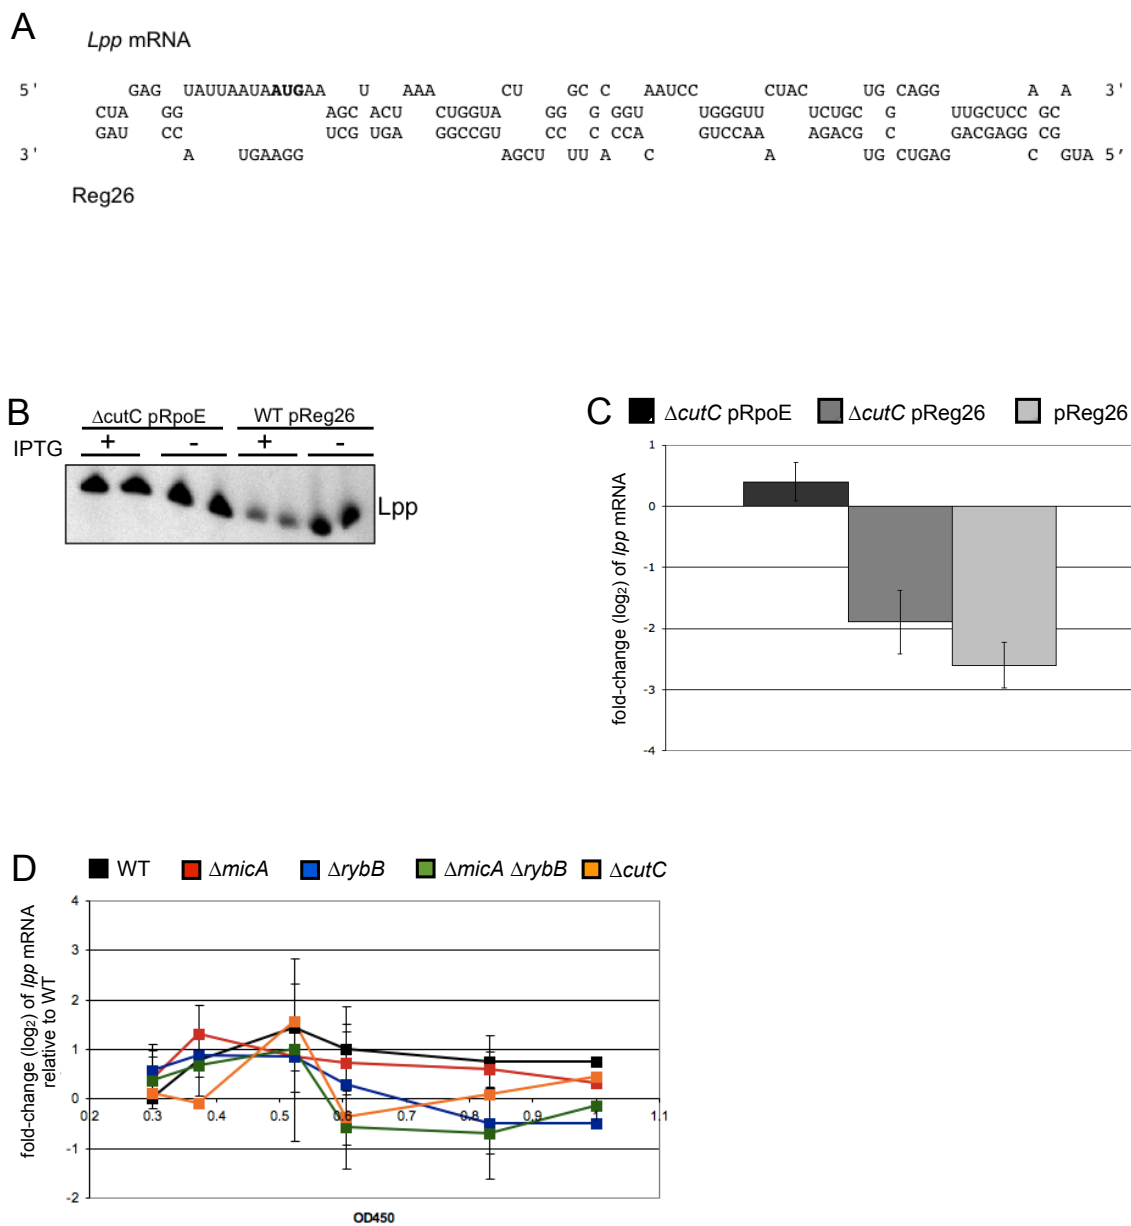 A
Lpp mRNA
5' GAG UAUUAAUAAUGAA U AAA CU GC C AAUCC CUAC UG CAGG A A 3'
CUA GG AGC ACU CUGGUA GG G GGU UGGGUU UCUGC G UUGCUCC GC
GAU CC UCG UGA GGCCGU CC C CCA GUCCAA AGACG C GACGAGG CG
3' A UGAAGG AGCU UU A C A UG CUGAG C GUA 5’
Reg26
B
ΔcutC pRpoE WT pReg26
IPTG + - + -
Lpp
C ΔcutC pRpoE ΔcutC pReg26 pReg26
fold-change (log2) of lpp mRNA
1
0
-1
-2
-3
-4
D WT ΔmicA ΔrybB ΔmicA ΔrybB ΔcutC
fold-change (log2) of lpp mRNA
relative to WT
4
3
2
1
0
-1
-2
0.2 0.3 0.4 0.5 0.6 0.7 0.8 0.9 1 1.1
OD450